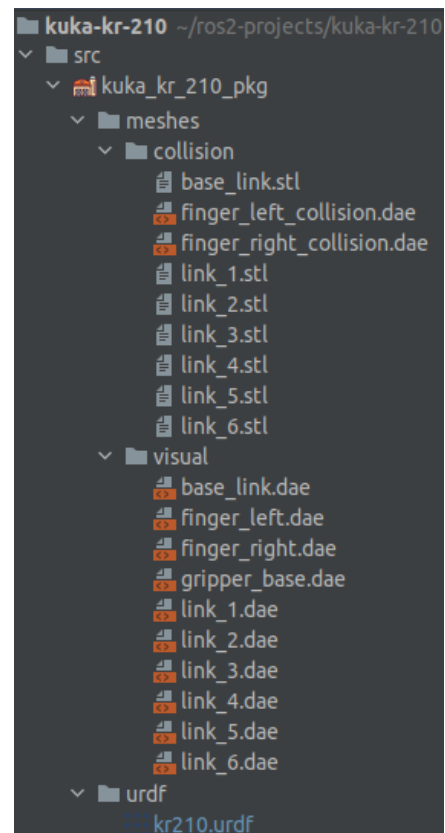 kuka-kr-210 ~/ros2-projects/kuka-kr-210
src
kuka_kr_210_pkg
meshes
collision
base_link.stl
finger_left_collision.dae
finger_right_collision.dae
link_1.stl
link_2.stl
link_3.stl
link_4.stl
link_5.stl
link_6.stl
visual
base_link.dae
finger_left.dae
finger_right.dae
gripper_base.dae
link_1.dae
link_2.dae
link_3.dae
link_4.dae
link_5.dae
link_6.dae
urdf
kr210.urdf